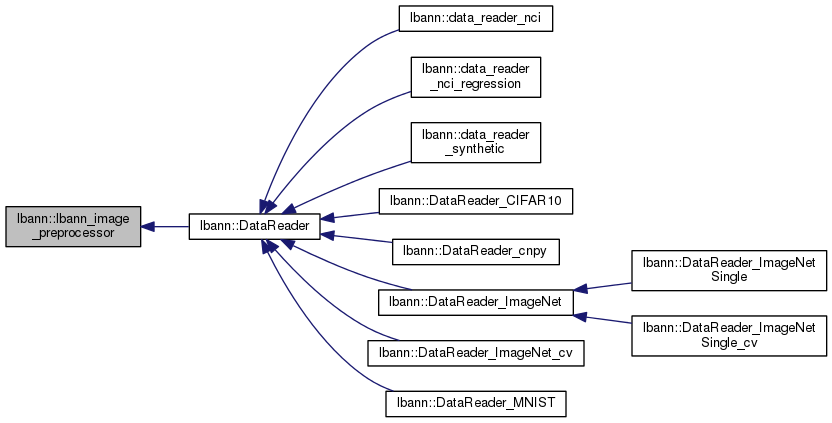 lbann::lbann_image
_preprocessor
lbann::DataReader
lbann::data_reader_nci
lbann::data_reader
_nci_regression
lbann::data_reader
_synthetic
lbann::DataReader_CIFAR10
lbann::DataReader_cnpy
lbann::DataReader_ImageNet
lbann::DataReader_ImageNet_cv
lbann::DataReader_MNIST
lbann::DataReader_ImageNet
Single
lbann::DataReader_ImageNet
Single_cv